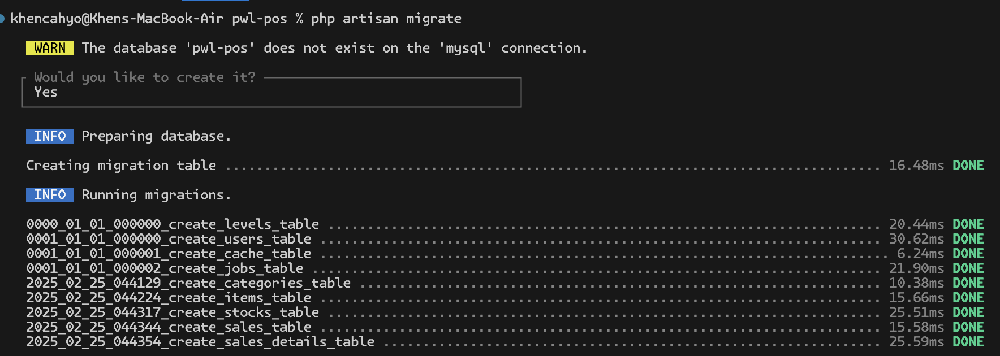 khencahyo@Khens-MacBook-Air pwl-pos % php artisan migrate
WARN The database 'pwl-pos' does not exist on the 'mysql' connection.
Would you like to create it?
Yes
INFO Preparing database.
Creating migration table ................................................................................... 16.48ms DONE
INFO Running migrations.
0000_01_01_000000_create_levels_table ...................................................................... 20.44ms DONE
0001_01_01_000000_create_users_table ....................................................................... 30.62ms DONE
0001_01_01_000001_create_cache_table ........................................................................ 6.24ms DONE
0001_01_01_000002_create_jobs_table ........................................................................ 21.90ms DONE
2025_02_25_044129_create_categories_table .................................................................. 10.38ms DONE
2025_02_25_044224_create_items_table ....................................................................... 15.66ms DONE
2025_02_25_044317_create_stocks_table ...................................................................... 25.51ms DONE
2025_02_25_044344_create_sales_table ....................................................................... 15.58ms DONE
2025_02_25_044354_create_sales_details_table ............................................................... 25.59ms DONE